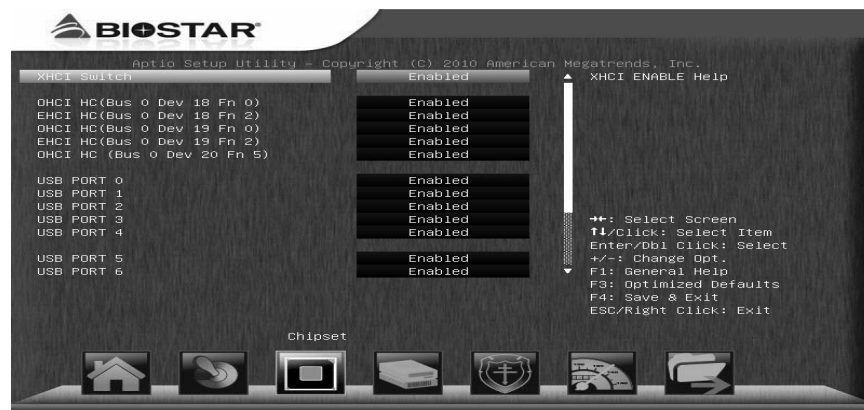 BIOSTAR
Aptio Setup Utility - Copyright (C) 2010 American Megatrends, Inc.
XHCI Switch Enabled
OHCI HC(Bus 0 Dev 18 Fn 0) Enabled
EHCI HC(Bus 0 Dev 18 Fn 2) Enabled
OHCI HC(Bus 0 Dev 19 Fn 0) Enabled
EHCI HC(Bus 0 Dev 19 Fn 2) Enabled
OHCI HC (Bus 0 Dev 20 Fn 5) Enabled
USB PORT 0 Enabled
USB PORT 1 Enabled
USB PORT 2 Enabled
USB PORT 3 Enabled
USB PORT 4 Enabled
USB PORT 5 Enabled
USB PORT 6 Enabled
XHCI ENABLE Help
→←: Select Screen
↑↓/Click: Select Item
Enter/Dbl Click: Select
+/-: Change Opt.
F1: General Help
F3: Optimized Defaults
F4: Save & Exit
ESC/Right Click: Exit
Chipset